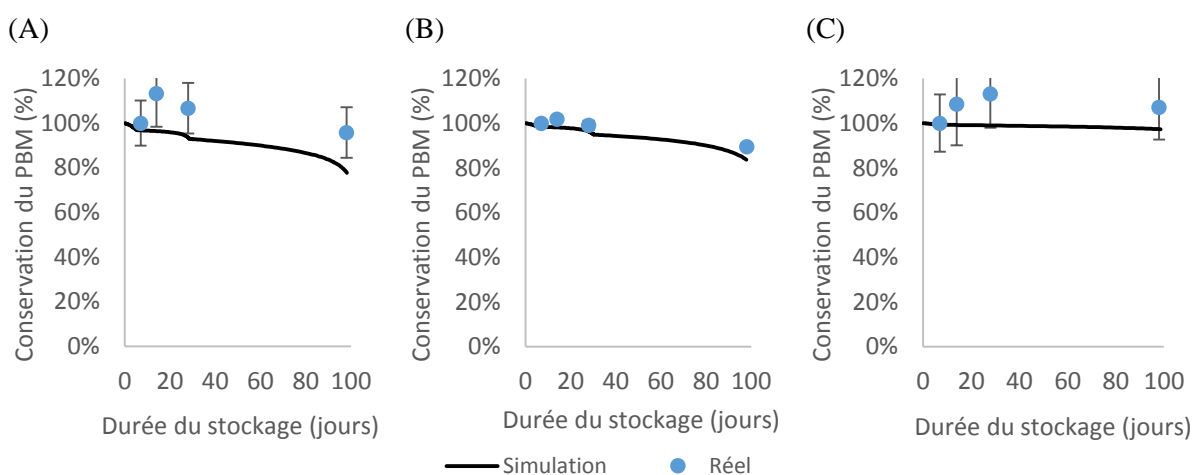 (A)
Conservation du PBM (%)
120%
100%
80%
60%
40%
20%
0%
0 20 40 60 80 100
Durée du stockage (jours)
(B)
Conservation du PBM (%)
120%
100%
80%
60%
40%
20%
0%
0 20 40 60 80 100
Durée du stockage (jours)
(C)
Conservation du PBM (%)
120%
100%
80%
60%
40%
20%
0%
0 20 40 60 80 100
Durée du stockage (jours)
Simulation Réel